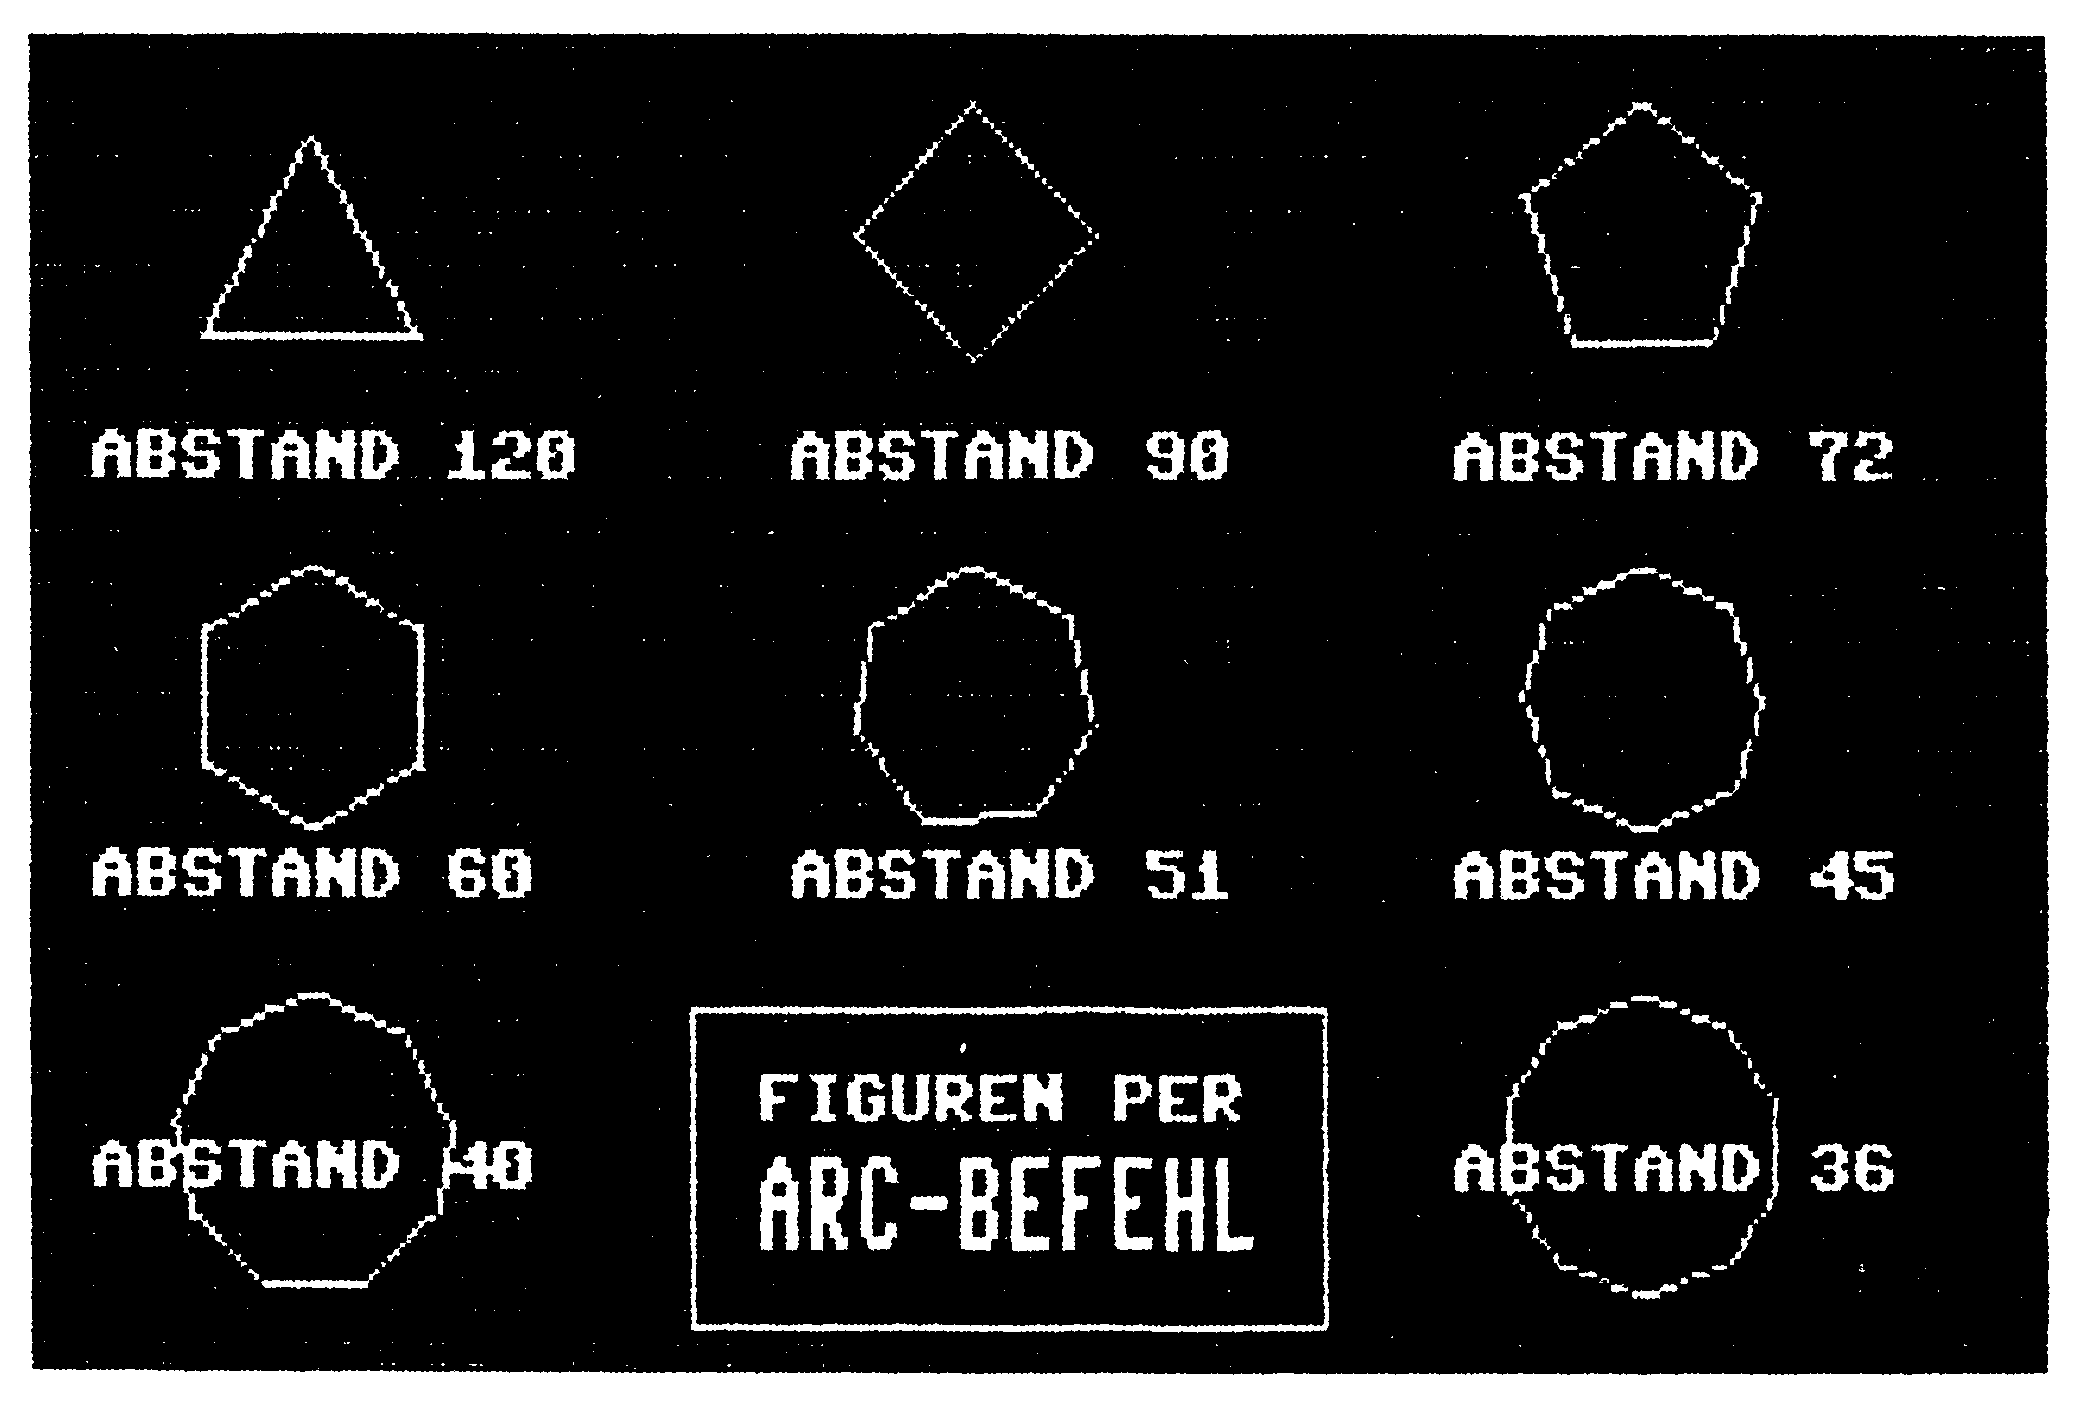 ABSTAND 120
ABSTAND 90
ABSTAND 72
ABSTAND 60
ABSTAND 51
ABSTAND 45
ABSTAND 40
FIGUREN PER
ARC-BEFEHL
ABSTAND 36